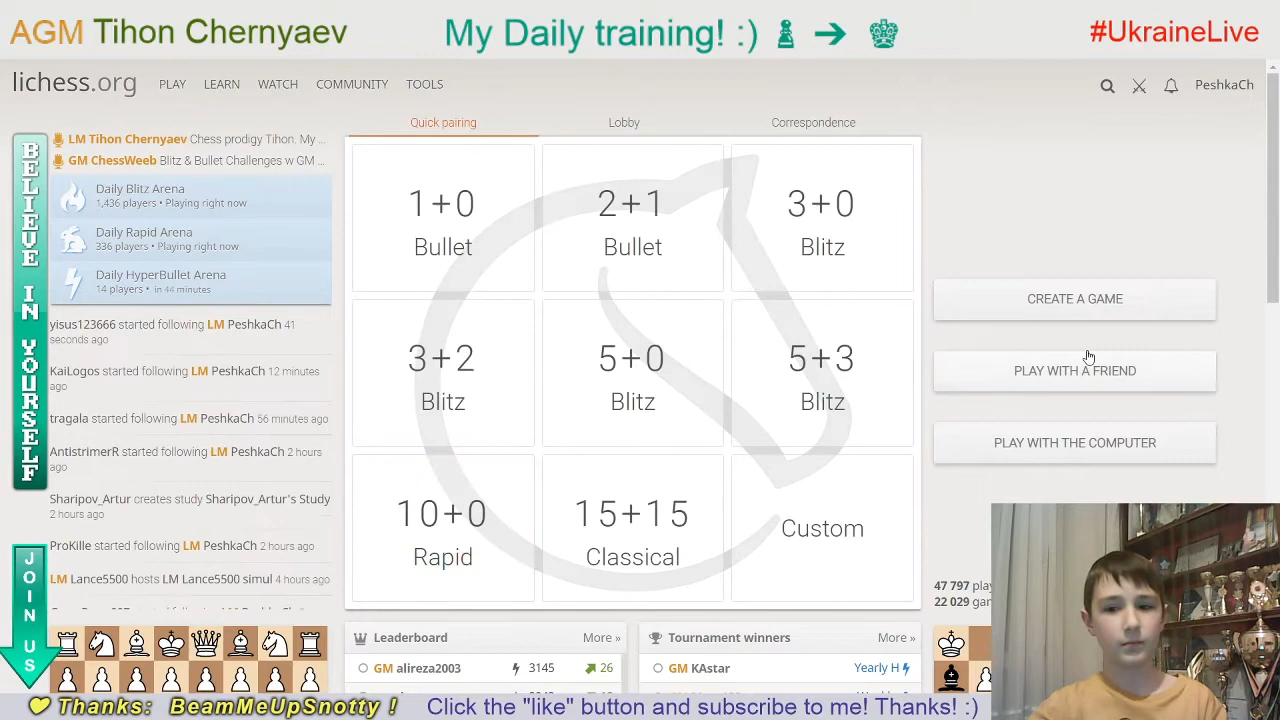 AGM Tihon Chernyaev
My Daily training! :)
#UkraineLive
lichess.org
PLAY
LEARN
WATCH
COMMUNITY
TOOLS
PeshkaCh
BELIEVE IN YOURSELF
JOIN US
LM Tihon Chernyaev Chess prodigy Tihon. My ...
GM ChessWeeb Blitz & Bullet Challenges w GM ...
Daily Blitz Arena
1,436 players • Playing right now
Daily Rapid Arena
336 players • Playing right now
Daily HyperBullet Arena
14 players • in 44 minutes
yisus123666 started following LM PeshkaCh 41
seconds ago
KaiLogos started following LM PeshkaCh 12 minutes
ago
tragala started following LM PeshkaCh 56 minutes ago
AntistrimerR started following LM PeshkaCh 2 hours
ago
Sharipov_Artur creates study Sharipov_Artur's Study
2 hours ago
ProKille started following LM PeshkaCh 2 hours ago
LM Lance5500 hosts LM Lance5500 simul 4 hours ago
Quick pairing
Lobby
Correspondence
1+0
Bullet
2+1
Bullet
3+0
Blitz
3+2
Blitz
5+0
Blitz
5+3
Blitz
10+0
Rapid
15+15
Classical
Custom
CREATE A GAME
PLAY WITH A FRIEND
PLAY WITH THE COMPUTER
47 797
22 029
Leaderboard
More »
GM alireza2003
3145
26
Tournament winners
More »
GM KAstar
Yearly H
Thanks: BeamMeUpSnotty !
Click the "like" button and subscribe to me! Thanks! :)